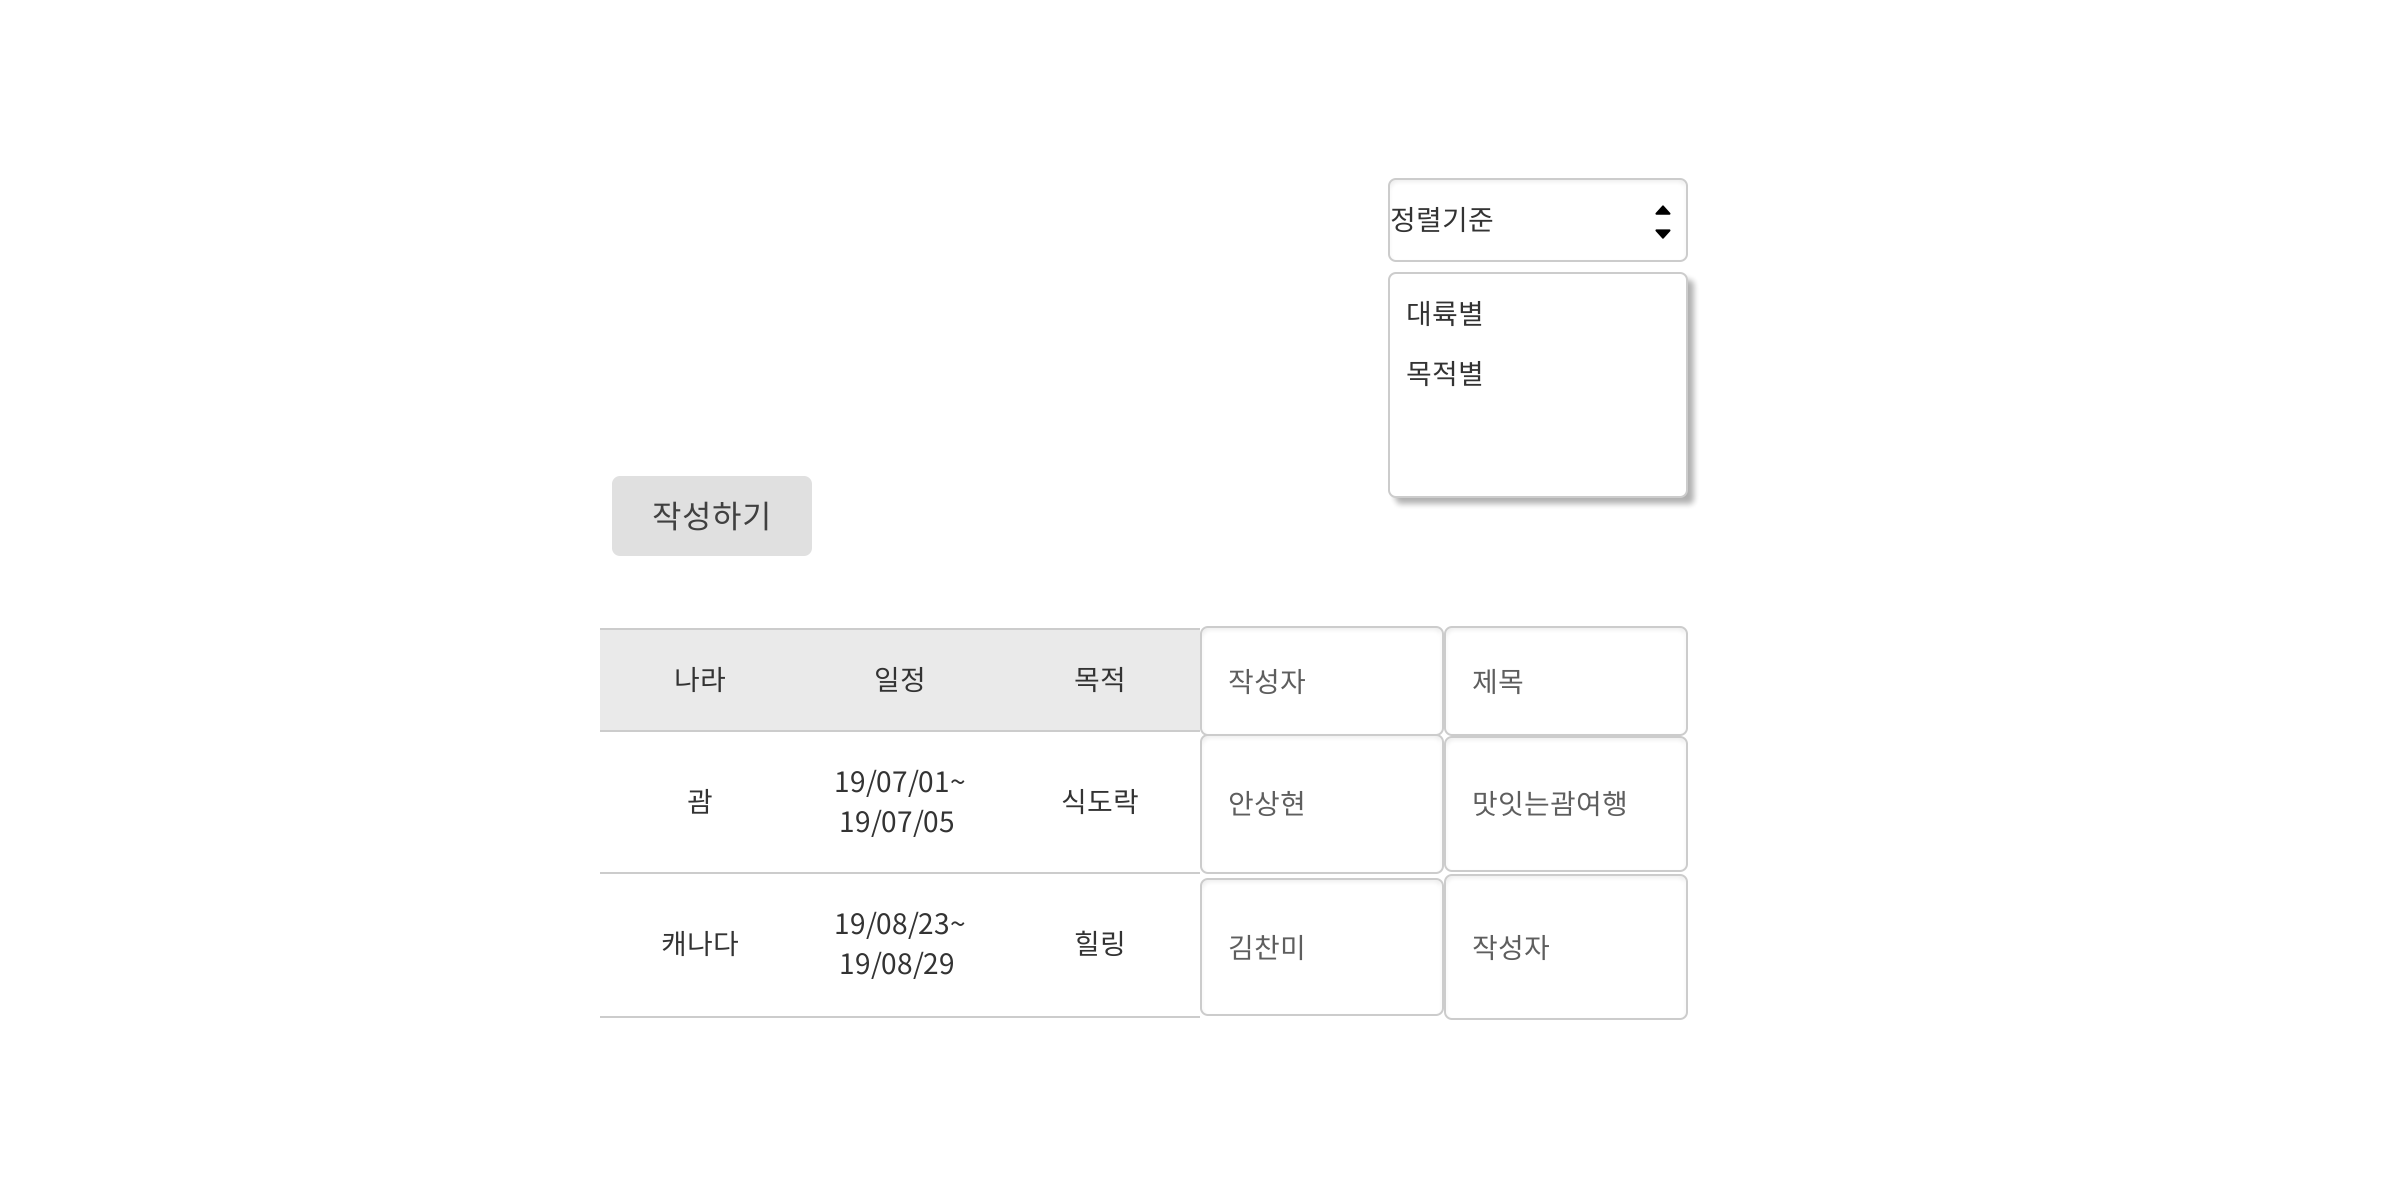 정렬기준
대륙별
목적별
작성하기
나라 일정 목적 작성자 제목
괌 19/07/01~ 식도락 안상현 맛잇는괌여행
19/07/05
캐나다 19/08/23~ 힐링 김찬미 작성자
19/08/29